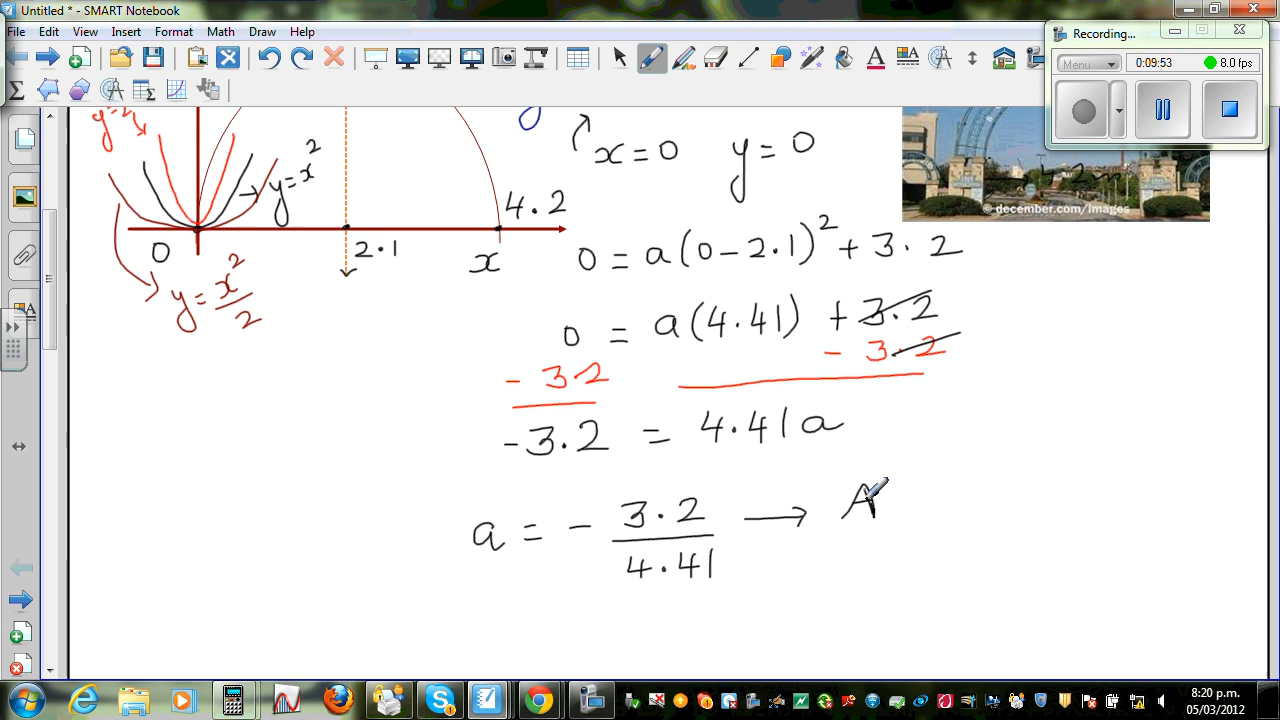 Untitled * - SMART Notebook
File Edit View Insert Format Math Draw Help
Recording...
Menu
0:09:53
8.0 fps
x=0 y=0
y=x²
4.2
© december.com/images
0
2.1
x
y=x²/2
0 = a(0-2.1)² + 3.2
0 = a(4.41) + 3.2
- 3.2 - 3.2
-3.2 = 4.41a
a = - 3.2/4.41 → A
8:20 p.m.
05/03/2012